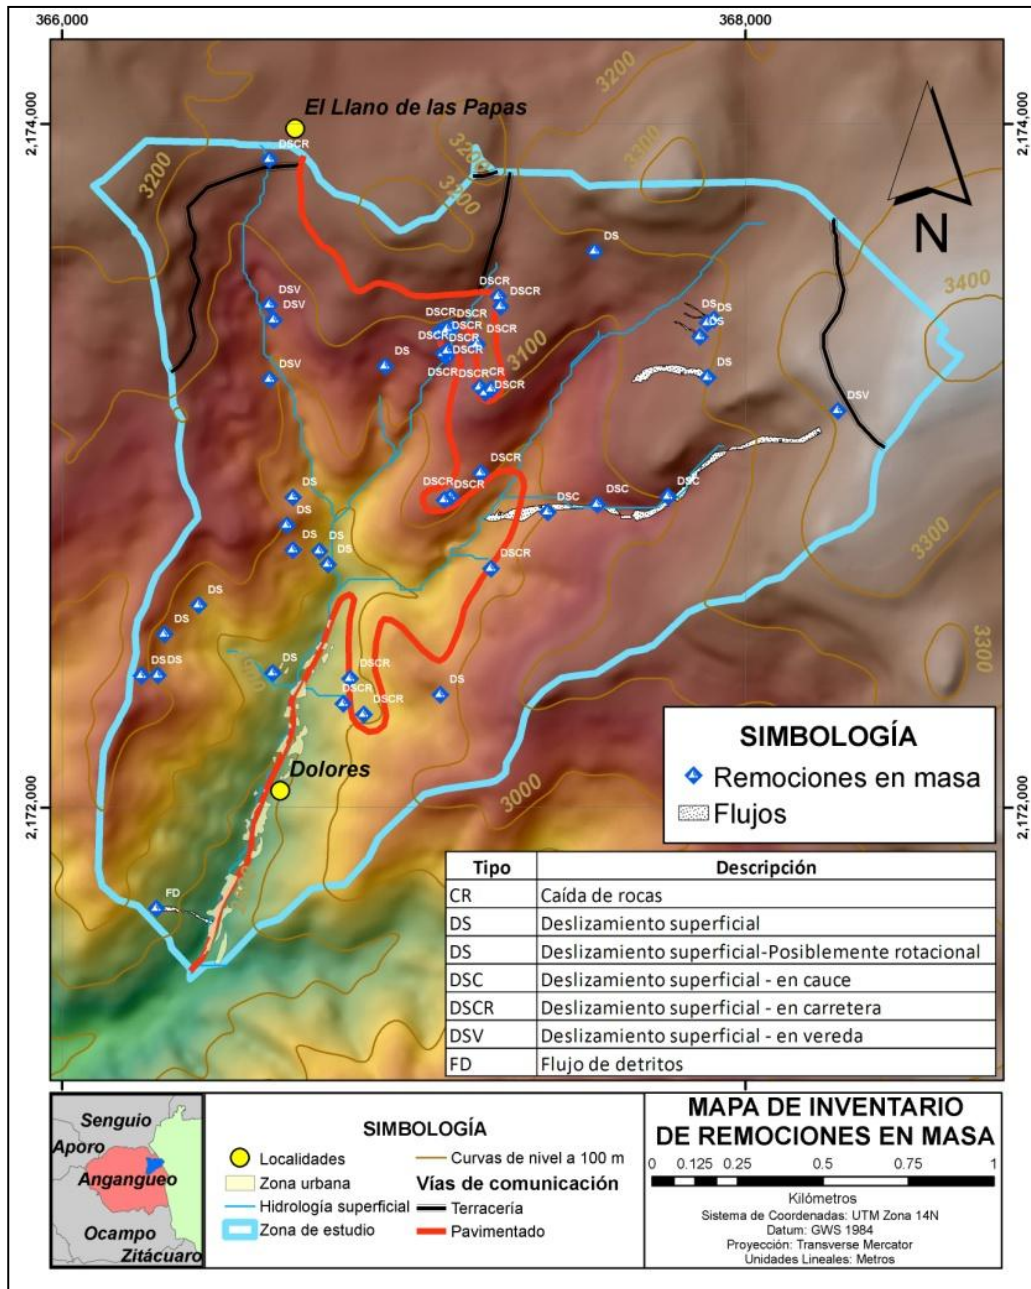 366,000
368,000
3200
El Llano de las Papas
2,174,000
2,174,000
DSCR
3200
3300
3200
3300
N
DS
3400
DSV
DSCR
DSV
DSCR
DS
DS
DSCR
DSCR
DSCR
DSCR
DS
DSCR
DSCR
3100
DSV
DS
DSCR
DSCR
CR
DS
DSCR
DSV
DSCR
DS
DSCR
DSCR
DSC
DSC
DSC
DS
DS
DS
3300
DSCR
DS
DS
DS
DS
DS
DSCR
DS
3300
DSCR
DSCR
Dolores
3000
2,172,000
2,172,000
FD
SIMBOLOGÍA
Remociones en masa
Flujos
Tipo Descripción
CR Caída de rocas
DS Deslizamiento superficial
DS Deslizamiento superficial-Posiblemente rotacional
DSC Deslizamiento superficial - en cauce
DSCR Deslizamiento superficial - en carretera
DSV Deslizamiento superficial - en vereda
FD Flujo de detritos
Senguio
Aporo
Angangueo
Ocampo
Zitácuaro
SIMBOLOGÍA
Localidades
Zona urbana
Hidrología superficial
Zona de estudio
Curvas de nivel a 100 m
Vías de comunicación
Terracería
Pavimentado
MAPA DE INVENTARIO
DE REMOCIONES EN MASA
0 0.125 0.25 0.5 0.75 1
Kilómetros
Sistema de Coordenadas: UTM Zona 14N
Datum: GWS 1984
Proyección: Transverse Mercator
Unidades Lineales: Metros